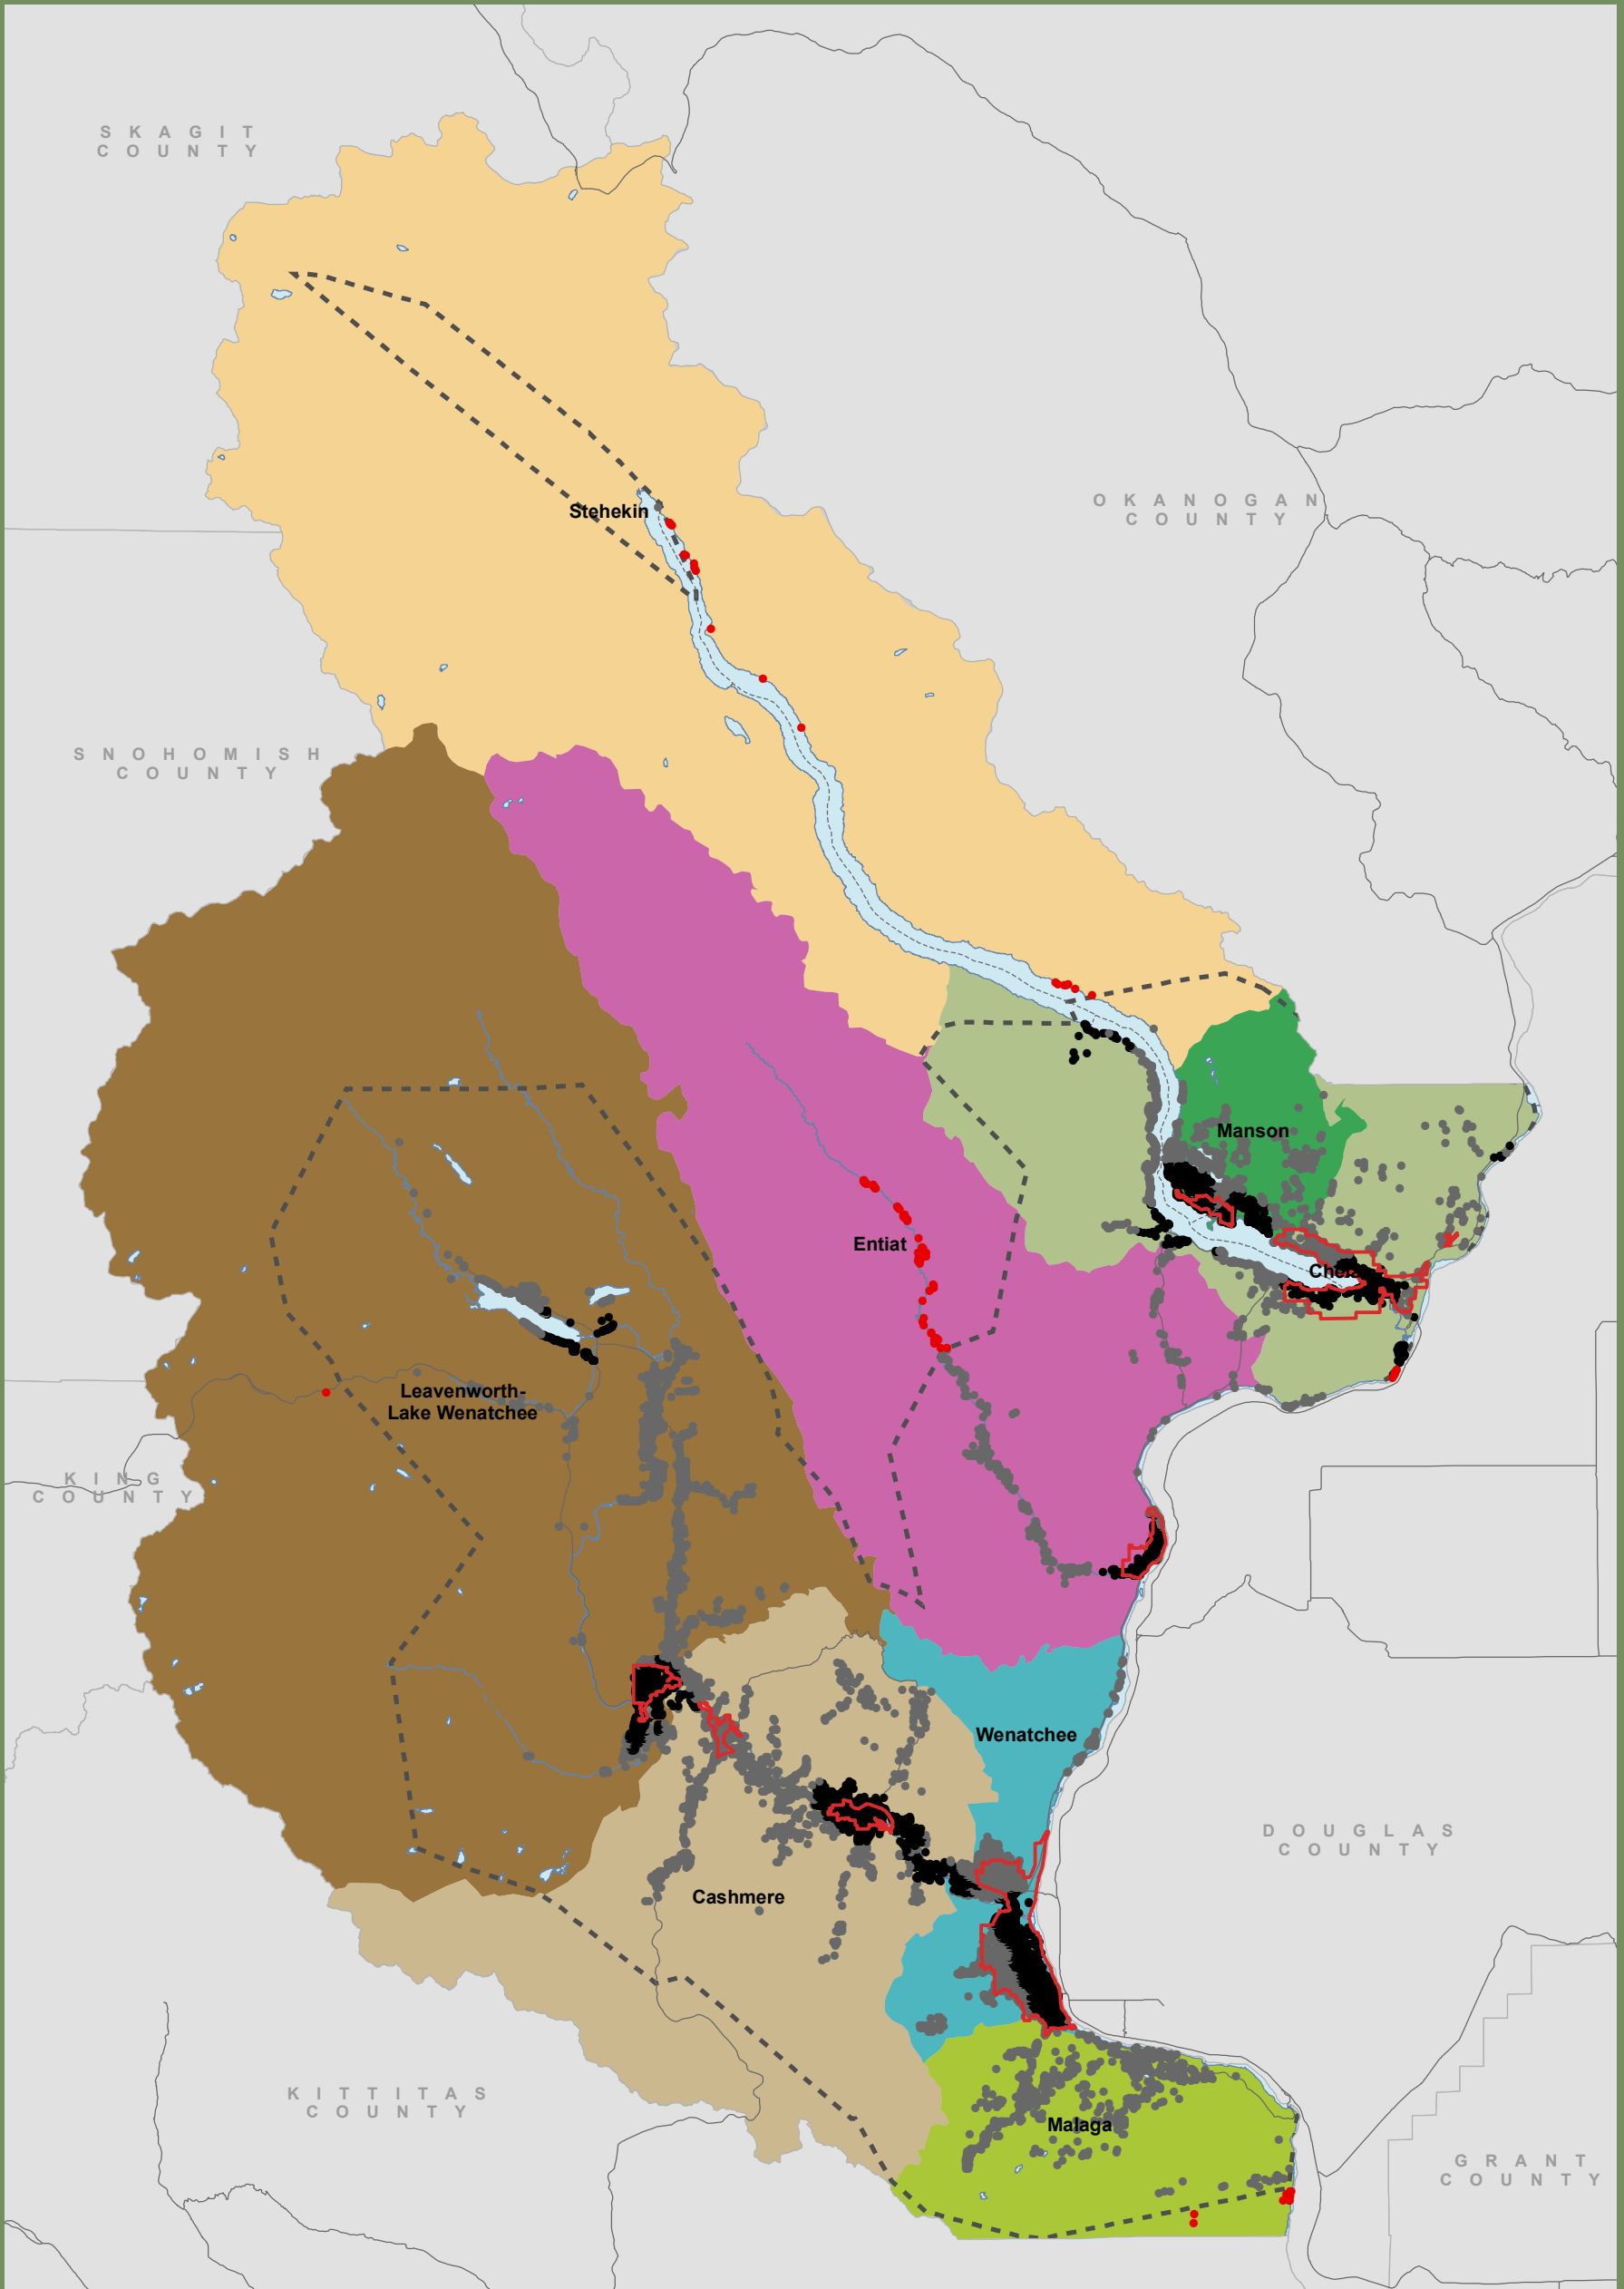 SKAGIT
COUNTY
OKANOGAN
COUNTY
Stehekin
SNOHOMISH
COUNTY
Manson
Entiat
Leavenworth-
Lake Wenatchee
KING
COUNTY
Wenatchee
DOUGLAS
COUNTY
Cashmere
KITTITAS
COUNTY
Malaga
GRANT
COUNTY